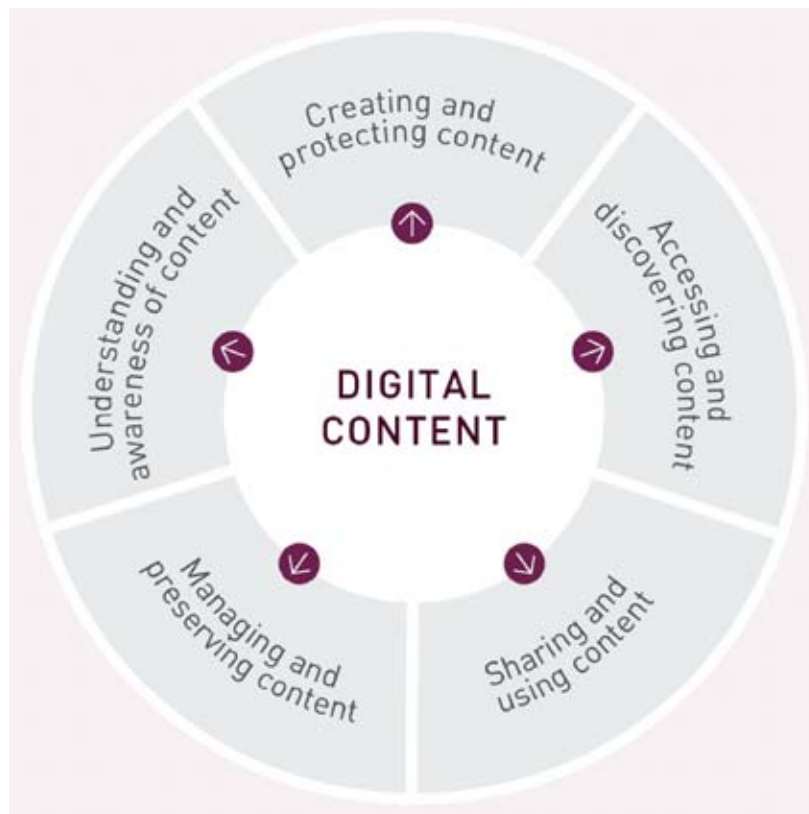 Creating and
protecting content
Accessing and
discovering content
Sharing and
using content
Managing and
preserving content
Understanding and
awareness of content
DIGITAL
CONTENT